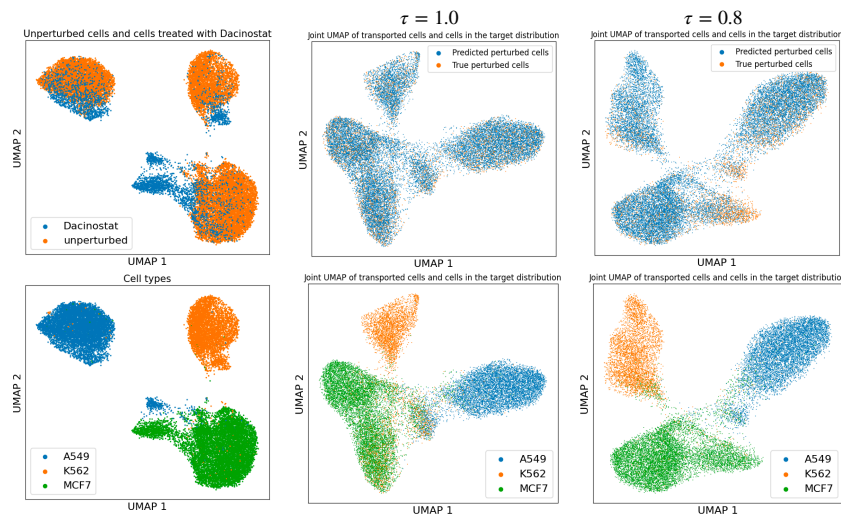 τ = 1.0
τ = 0.8
Unperturbed cells and cells treated with Dacinostat
Joint UMAP of transported cells and cells in the target distribution
Joint UMAP of transported cells and cells in the target distribution
UMAP 2
Dacinostat
unperturbed
UMAP 1
UMAP 2
Predicted perturbed cells
True perturbed cells
UMAP 1
UMAP 2
Predicted perturbed cells
True perturbed cells
UMAP 1
Cell types
Joint UMAP of transported cells and cells in the target distribution
Joint UMAP of transported cells and cells in the target distribution
UMAP 2
A549
K562
MCF7
UMAP 1
UMAP 2
A549
K562
MCF7
UMAP 1
UMAP 2
A549
K562
MCF7
UMAP 1